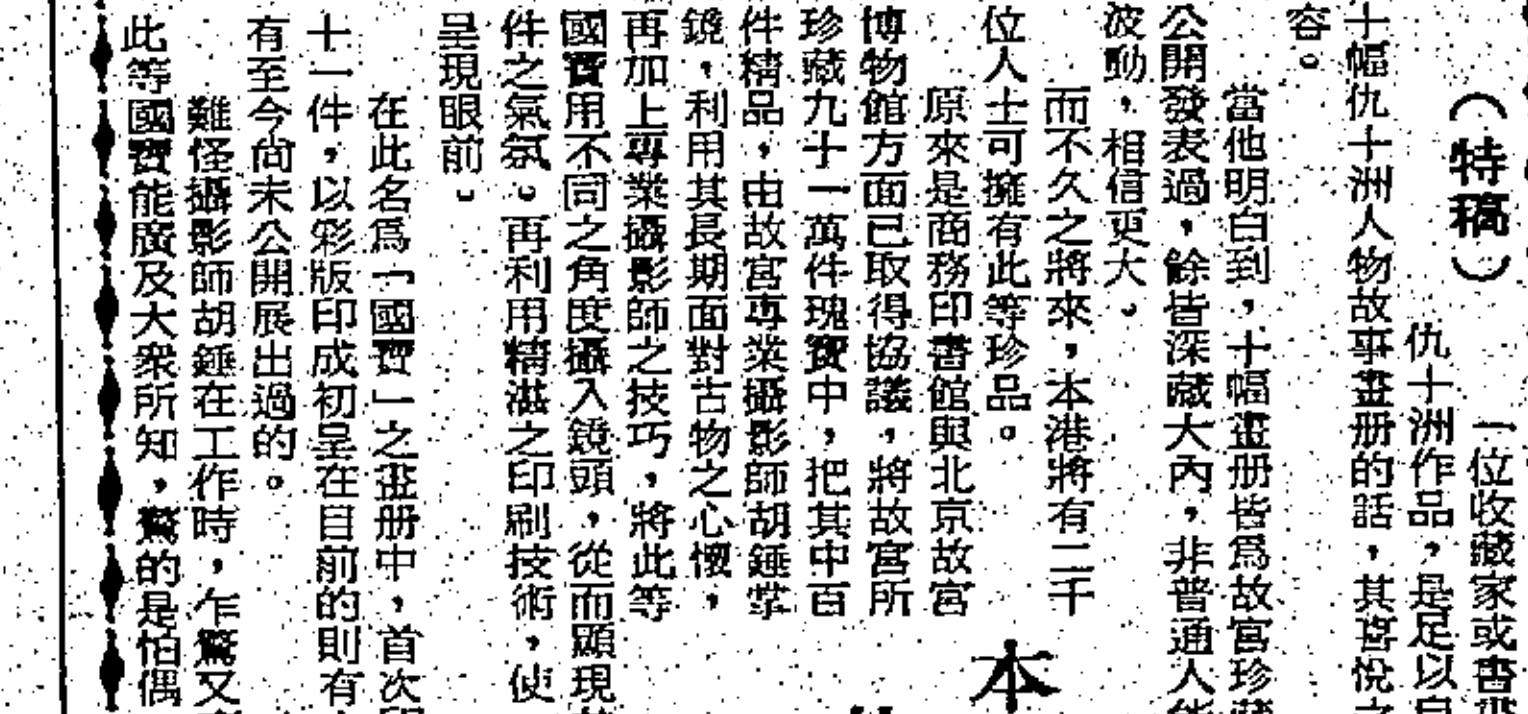 （特稿）
一位收藏家或書畫
仇十洲作品，是足以自
十幅仇十洲人物故事畫册的話，其喜悅之
容。
當他明白到，十幅畫册皆爲故宮珍藏
公開發表過，餘皆深藏大內，非普通人能
波動，相信更大。
而不久之將來，本港將有二千
位人士可擁有此等珍品。
原來是商務印書館與北京故宮
博物館方面已取得協議，將故宮所
珍藏九十一萬件瑰寶中，把其中百
件精品，由故宮專業攝影師胡錘掌
鏡，利用其長期面對古物之心懷，
再加上專業攝影師之技巧，將此等
國寶用不同之角度攝入鏡頭，從而顯現
件之氣氛。再利用精湛之印刷技術，使
呈現眼前。
在此名爲「國寶」之畫册中，首次
十一件，以彩版印成初呈在目前的則有
有至今尚未公開展出過的。
難怪攝影師胡錘在工作時，乍驚又
此等國寶能廣及大衆所知，驚的是怕偶
本